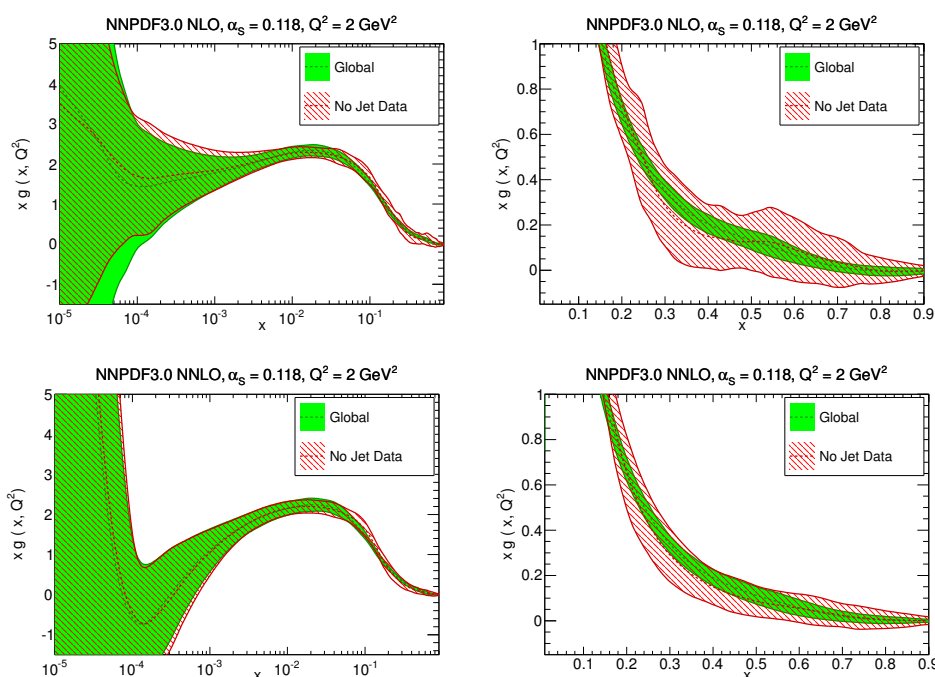 NNPDF3.0 NLO, α_S = 0.118, Q² = 2 GeV²
x g ( x, Q²)
5
4
3
2
1
0
-1
Global
No Jet Data
10⁻⁵ 10⁻⁴ 10⁻³ 10⁻² 10⁻¹
x
NNPDF3.0 NLO, α_S = 0.118, Q² = 2 GeV²
x g ( x, Q²)
1
0.8
0.6
0.4
0.2
0
Global
No Jet Data
0.1 0.2 0.3 0.4 0.5 0.6 0.7 0.8 0.9
x
NNPDF3.0 NNLO, α_S = 0.118, Q² = 2 GeV²
x g ( x, Q²)
5
4
3
2
1
0
-1
Global
No Jet Data
10⁻⁵ 10⁻⁴ 10⁻³ 10⁻² 10⁻¹
x
NNPDF3.0 NNLO, α_S = 0.118, Q² = 2 GeV²
x g ( x, Q²)
1
0.8
0.6
0.4
0.2
0
Global
No Jet Data
0.1 0.2 0.3 0.4 0.5 0.6 0.7 0.8 0.9
x